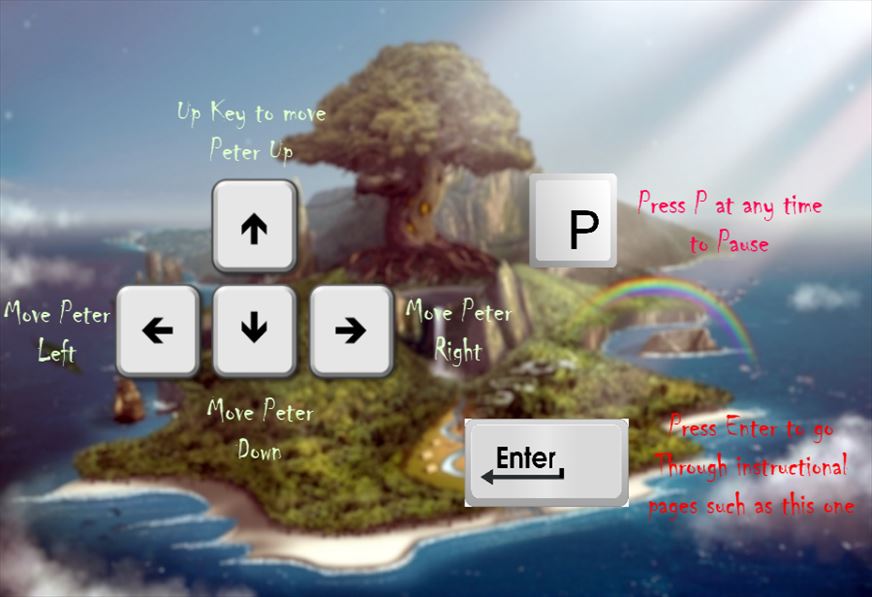 Up Key to move
Peter Up
P
Press P at any time
to Pause
Move Peter
Left
Move Peter
Right
Move Peter
Down
Enter
Press Enter to go
Through instructional
pages such as this one